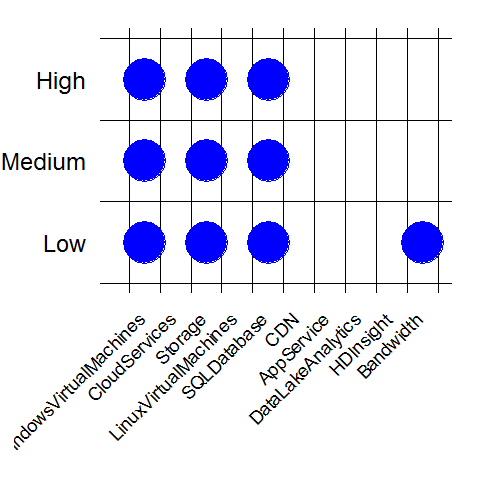 High
Medium
Low
ndowsVirtualMachines
CloudServices
Storage
LinuxVirtualMachines
SQLDatabase
CDN
AppService
DataLakeAnalytics
HDInsight
Bandwidth